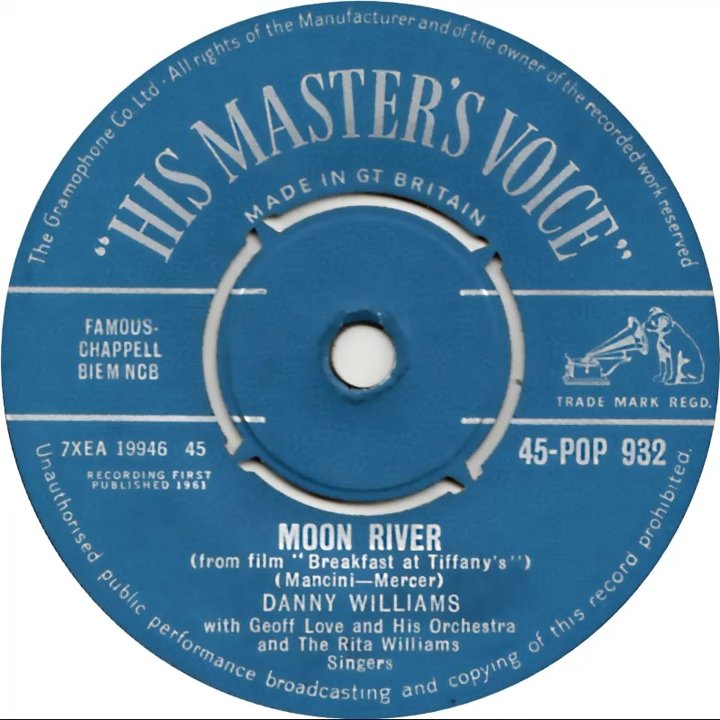 The Gramophone Co Ltd · All rights of the Manufacturer and of the owner of the recorded work reserved
"HIS MASTER'S VOICE"
MADE IN GT BRITAIN
FAMOUS-
CHAPPELL
BIEM NCB
TRADE MARK REGD.
7XEA 19946 45
45-POP 932
RECORDING FIRST
PUBLISHED 1961
MOON RIVER
(from film "Breakfast at Tiffany's")
(Mancini—Mercer)
DANNY WILLIAMS
with Geoff Love and His Orchestra
and The Rita Williams
Singers
Unauthorised public performance broadcasting and copying of this record prohibited.